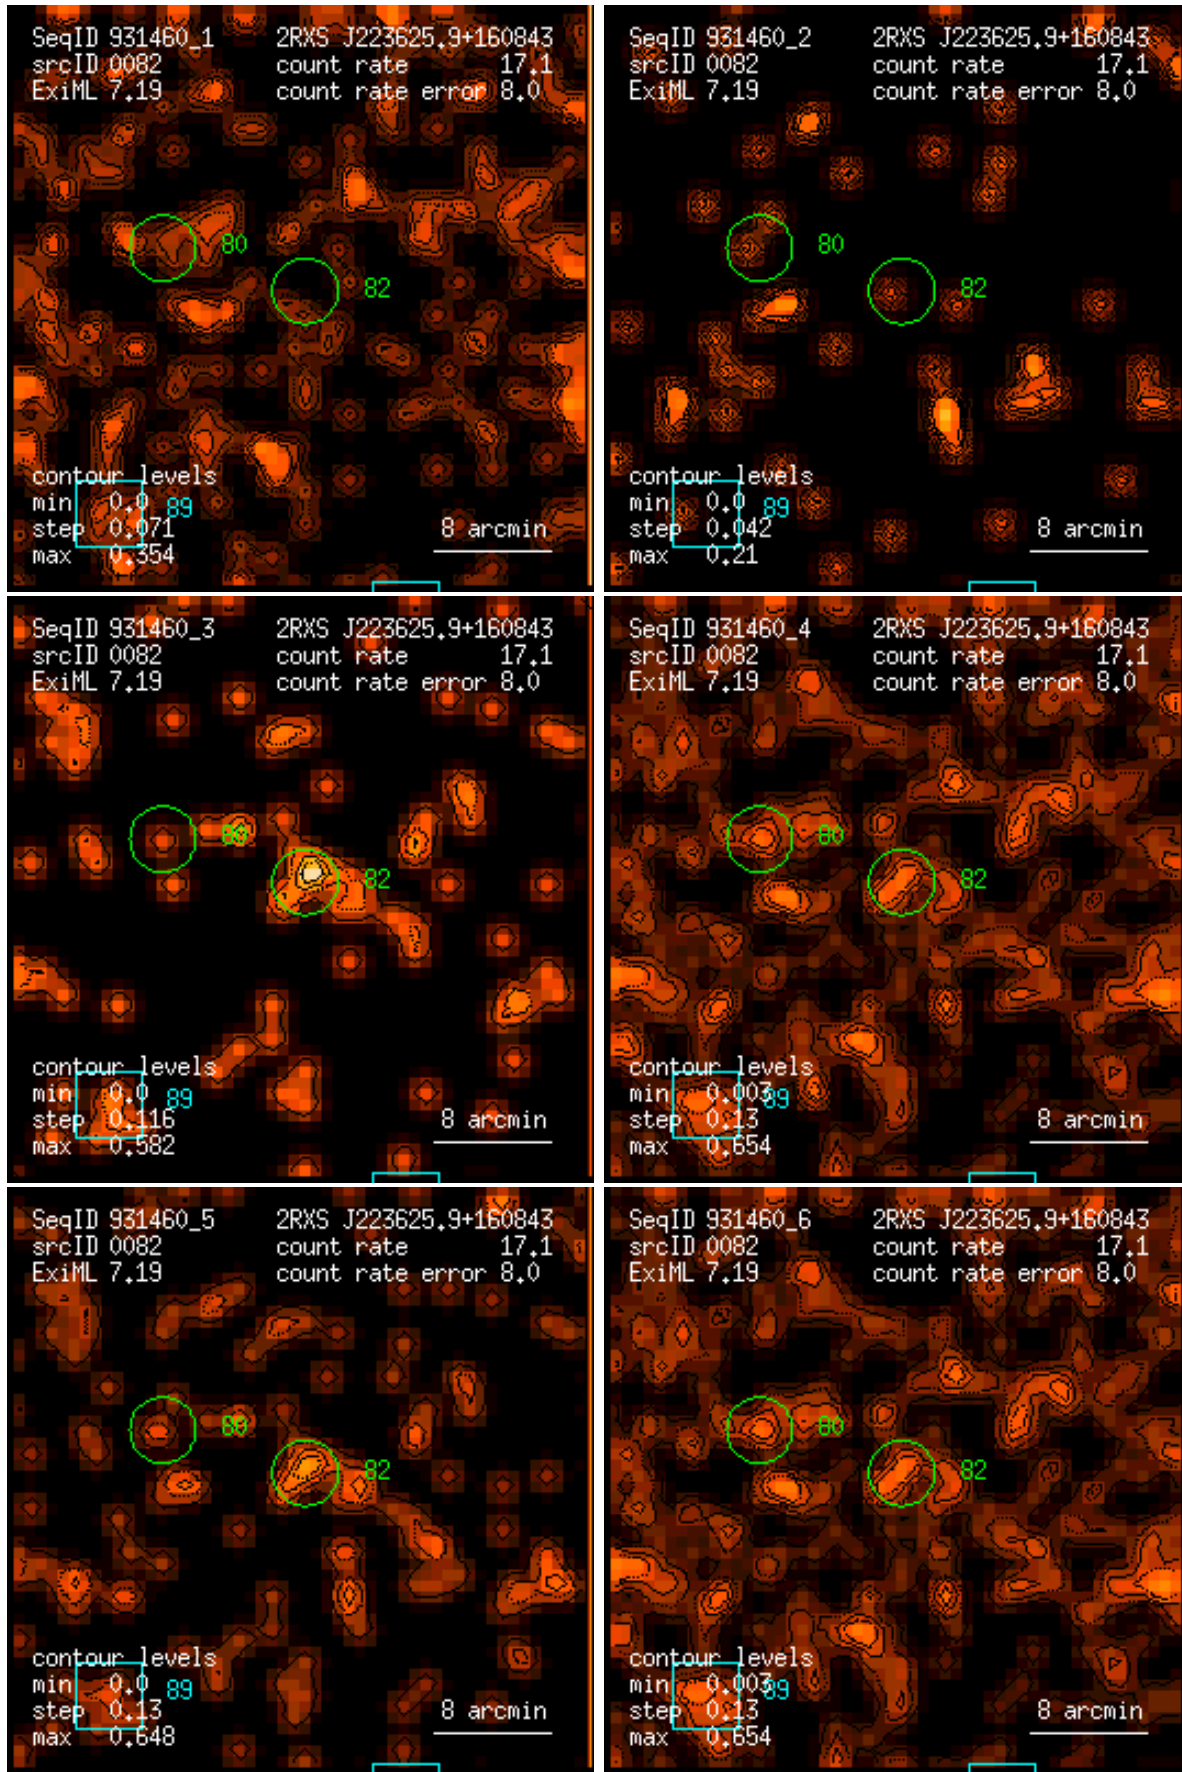 SeqID 931460_1 2RXS J223625.9+160843
srcID 0082 count rate 17.1
ExiML 7.19 count rate error 8.0
80
82
contour levels
min 0.0
89
step 0.071
8 arcmin
max 0.354
SeqID 931460_2 2RXS J223625.9+160843
srcID 0082 count rate 17.1
ExiML 7.19 count rate error 8.0
80
82
contour levels
min 0.0
89
step 0.042
8 arcmin
max 0.21
SeqID 931460_3 2RXS J223625.9+160843
srcID 0082 count rate 17.1
ExiML 7.19 count rate error 8.0
80
82
contour levels
min 0.0
89
step 0.116
8 arcmin
max 0.582
SeqID 931460_4 2RXS J223625.9+160843
srcID 0082 count rate 17.1
ExiML 7.19 count rate error 8.0
80
82
contour levels
min 0.003
89
step 0.13
8 arcmin
max 0.654
SeqID 931460_5 2RXS J223625.9+160843
srcID 0082 count rate 17.1
ExiML 7.19 count rate error 8.0
80
82
contour levels
min 0.0
89
step 0.13
8 arcmin
max 0.648
SeqID 931460_6 2RXS J223625.9+160843
srcID 0082 count rate 17.1
ExiML 7.19 count rate error 8.0
80
82
contour levels
min 0.003
89
step 0.13
8 arcmin
max 0.654